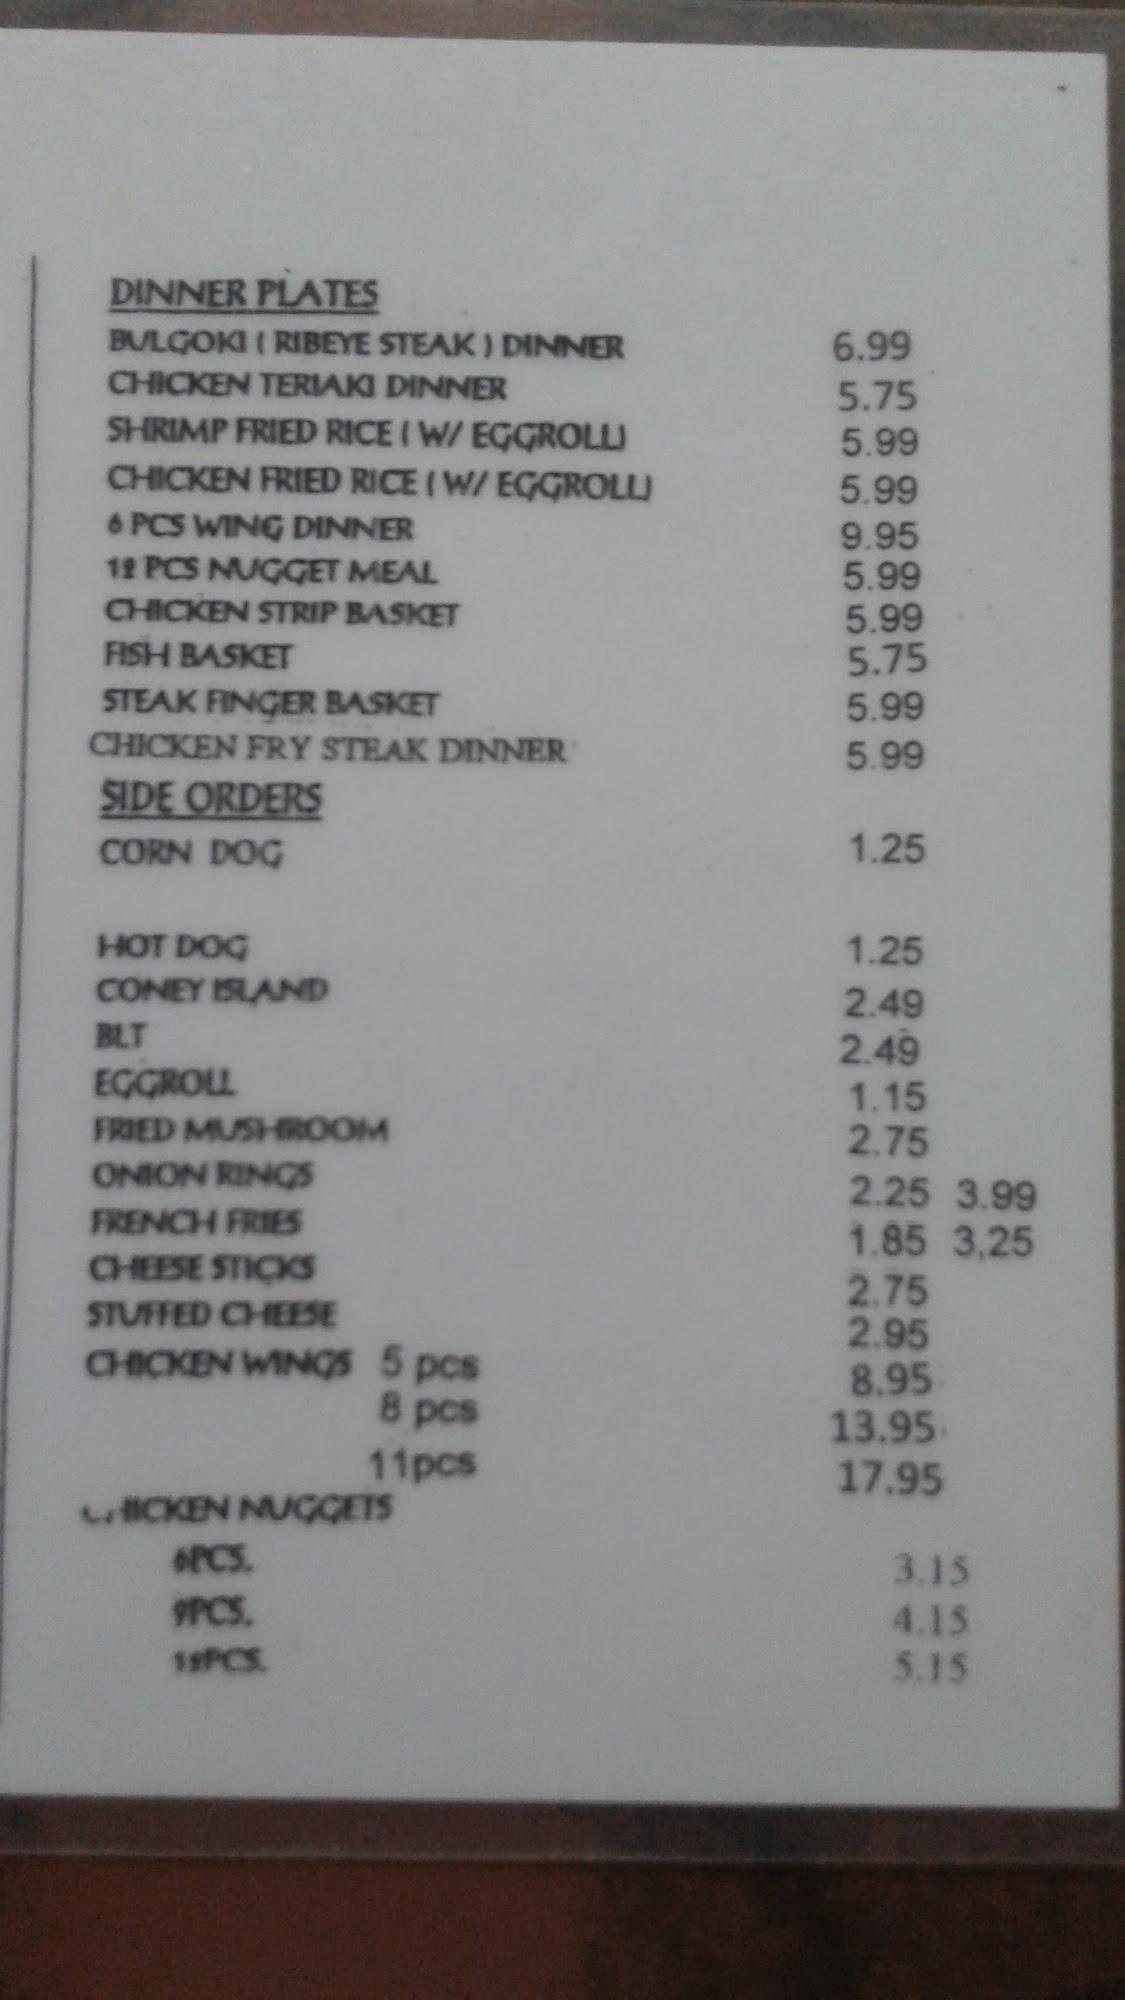 DINNER PLATES
BULGOKI ( RIBEYE STEAK ) DINNER 6.99
CHICKEN TERIAKI DINNER 5.75
SHRIMP FRIED RICE ( W/ EGGROLL) 5.99
CHICKEN FRIED RICE ( W/ EGGROLL) 5.99
6 PCS WING DINNER 9.95
12 PCS NUGGET MEAL 5.99
CHICKEN STRIP BASKET 5.99
FISH BASKET 5.75
STEAK FINGER BASKET 5.99
CHICKEN FRY STEAK DINNER 5.99
SIDE ORDERS
CORN DOG 1.25
HOT DOG 1.25
CONEY ISLAND 2.49
BLT 2.49
EGGROLL 1.15
FRIED MUSHROOM 2.75
ONION RINGS 2.25 3.99
FRENCH FRIES 1.85 3,25
CHEESE STICKS 2.75
STUFFED CHEESE 2.95
CHICKEN WINGS 5 pcs 8.95
8 pcs 13.95
11pcs 17.95
CHICKEN NUGGETS
6PCS. 3.15
9PCS. 4.15
12PCS. 5.15